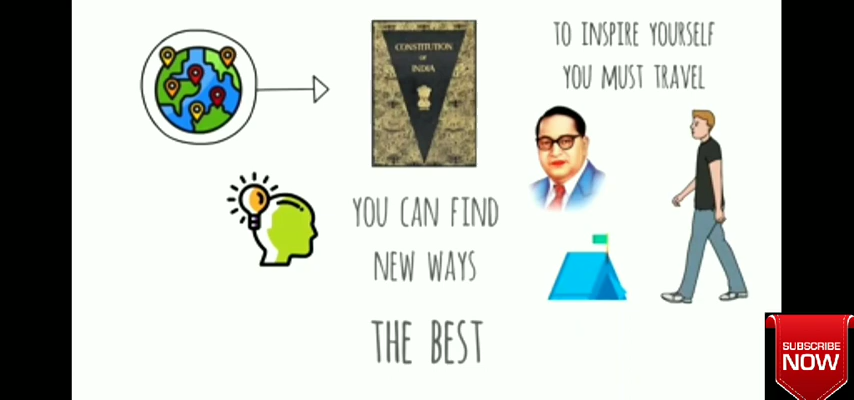 CONSTITUTION
OF
INDIA
TO INSPIRE YOURSELF
YOU MUST TRAVEL
YOU CAN FIND
NEW WAYS
THE BEST
SUBSCRIBE
NOW